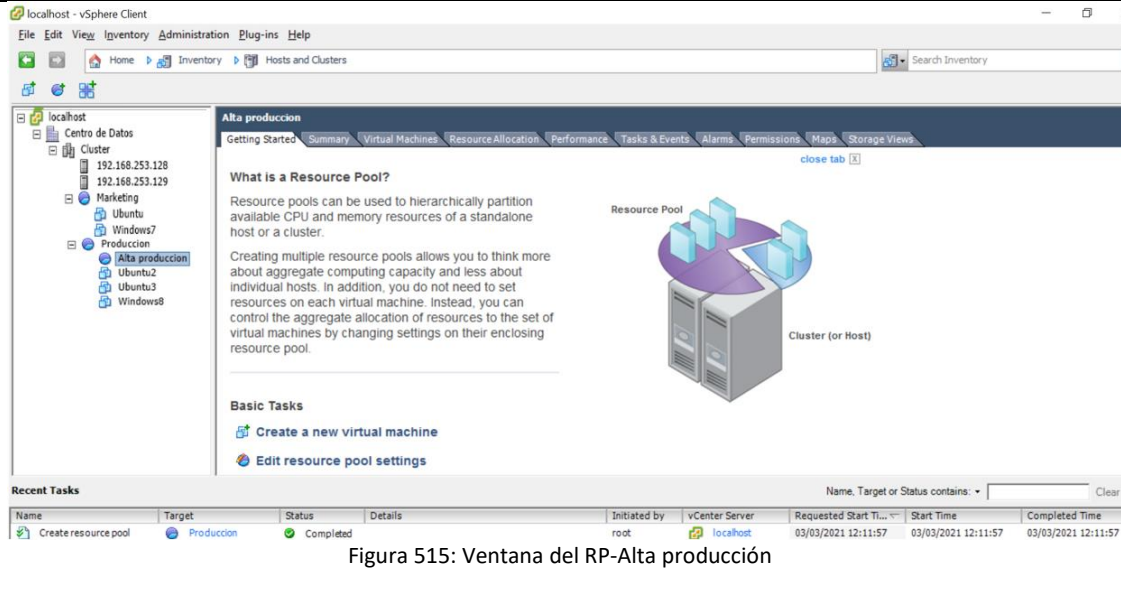 localhost - vSphere Client
File Edit View Inventory Administration Plug-ins Help
Home Inventory Hosts and Clusters Search Inventory
localhost
Centro de Datos
Cluster
192.168.253.128
192.168.253.129
Marketing
Ubuntu
Windows7
Produccion
Alta produccion
Ubuntu2
Ubuntu3
Windows8
Alta produccion
Getting Started Summary Virtual Machines Resource Allocation Performance Tasks & Events Alarms Permissions Maps Storage Views
close tab X
What is a Resource Pool?
Resource pools can be used to hierarchically partition
available CPU and memory resources of a standalone
host or a cluster.
Creating multiple resource pools allows you to think more
about aggregate computing capacity and less about
individual hosts. In addition, you do not need to set
resources on each virtual machine. Instead, you can
control the aggregate allocation of resources to the set of
virtual machines by changing settings on their enclosing
resource pool.
Resource Pool
Cluster (or Host)
Basic Tasks
Create a new virtual machine
Edit resource pool settings
Recent Tasks
Name, Target or Status contains: Clear
Name Target Status Details Initiated by vCenter Server Requested Start Ti... Start Time Completed Time
Create resource pool Produccion Completed root localhost 03/03/2021 12:11:57 03/03/2021 12:11:57 03/03/2021 12:11:57
Figura 515: Ventana del RP-Alta producción